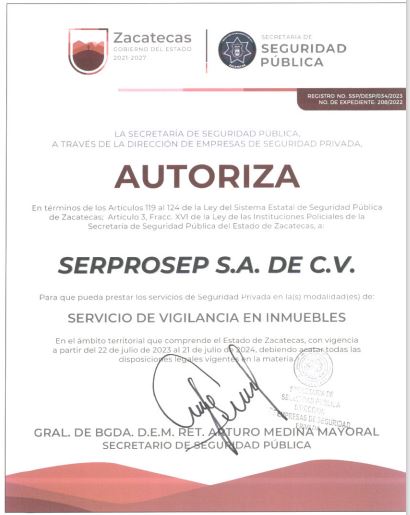 Zacatecas
GOBIERNO DEL ESTADO
2021-2027
SECRETARÍA DE
SEGURIDAD
PÚBLICA
REGISTRO NO. SSP/DESP/034/2023
NO. DE EXPEDIENTE: 208/2022
LA SECRETARÍA DE SEGURIDAD PÚBLICA,
A TRAVÉS DE LA DIRECCIÓN DE EMPRESAS DE SEGURIDAD PRIVADA,
AUTORIZA
En términos de los Artículos 119 al 124 de la Ley del Sistema Estatal de Seguridad Pública
de Zacatecas; Artículo 3, Fracc. XVI de la Ley de las Instituciones Policiales de la
Secretaría de Seguridad Pública del Estado de Zacatecas, a:
SERPROSEP S.A. DE C.V.
Para que pueda prestar los servicios de Seguridad Privada en la(s) modalidad(es) de:
SERVICIO DE VIGILANCIA EN INMUEBLES
En el ámbito territorial que comprende el Estado de Zacatecas, con vigencia
a partir del 22 de julio de 2023 al 21 de julio de 2024, debiendo acatar todas las
disposiciones legales vigentes en la materia.
SECRETARÍA DE
SEGURIDAD PÚBLICA
DIRECCIÓN
EMPRESAS DE SEGURIDAD
GRAL. DE BGDA. D.E.M. RET. ARTURO MEDINA MAYORAL
SECRETARIO DE SEGURIDAD PÚBLICA